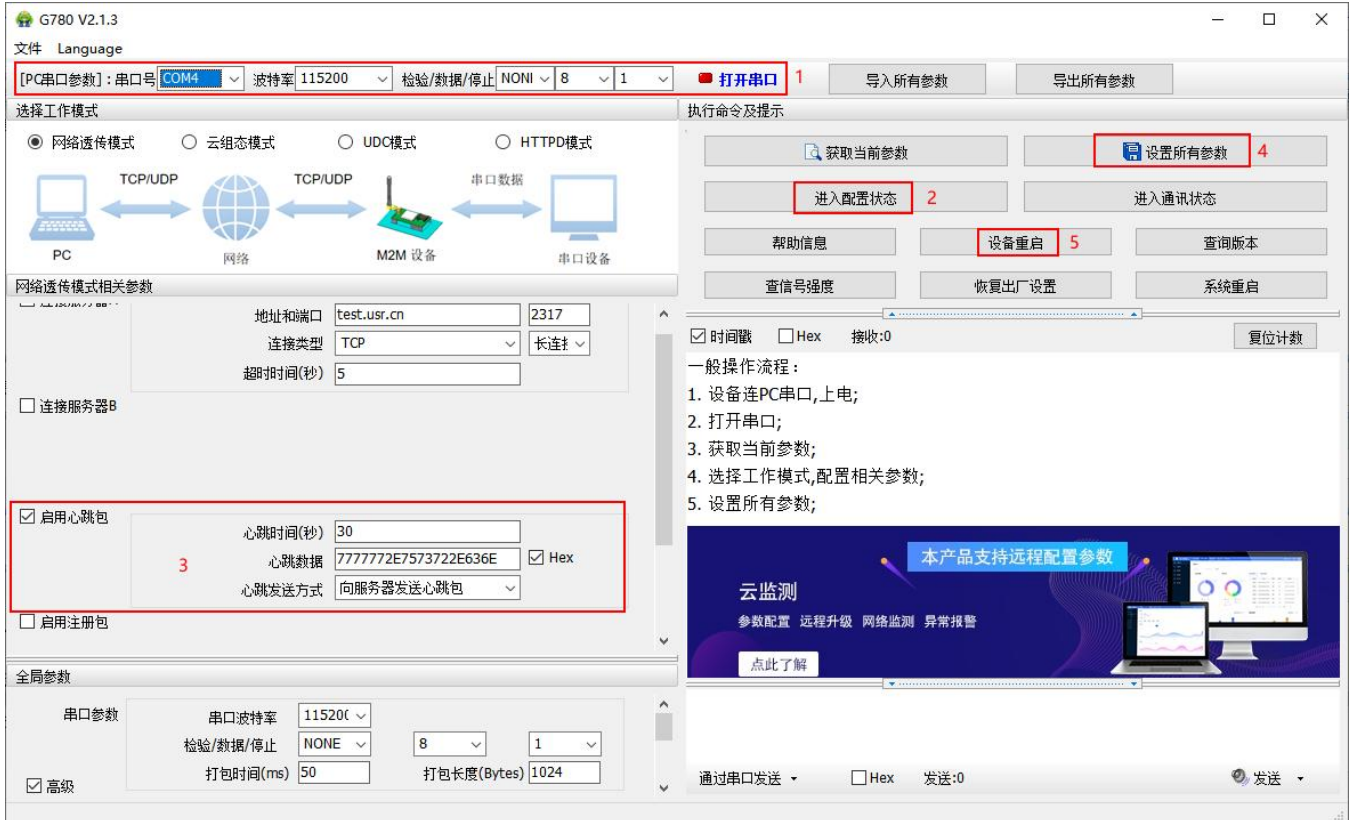 G780 V2.1.3
文件 Language
[PC串口参数]：串口号 COM4 波特率 115200 检验/数据/停止 NONI 8 1 打开串口 1 导入所有参数 导出所有参数
选择工作模式
网络透传模式 云组态模式 UDC模式 HTTPD模式
TCP/UDP TCP/UDP 串口数据
PC 网络 M2M 设备 串口设备
网络透传模式相关参数
地址和端口 test.usr.cn 2317
连接类型 TCP 长连接
超时时间(秒) 5
连接服务器B
启用心跳包
心跳时间(秒) 30
3 心跳数据 7777772E7573722E636E Hex
心跳发送方式 向服务器发送心跳包
启用注册包
全局参数
串口参数 串口波特率 11520(
检验/数据/停止 NONE 8 1
打包时间(ms) 50 打包长度(Bytes) 1024
高级
执行命令及提示
获取当前参数 设置所有参数 4
进入配置状态 2 进入通讯状态
帮助信息 设备重启 5 查询版本
查信号强度 恢复出厂设置 系统重启
时间戳 Hex 接收:0 复位计数
一般操作流程：
1. 设备连PC串口,上电;
2. 打开串口;
3. 获取当前参数;
4. 选择工作模式,配置相关参数;
5. 设置所有参数;
本产品支持远程配置参数
云监测
参数配置 远程升级 网络监测 异常报警
点此了解
通过串口发送 Hex 发送:0 发送